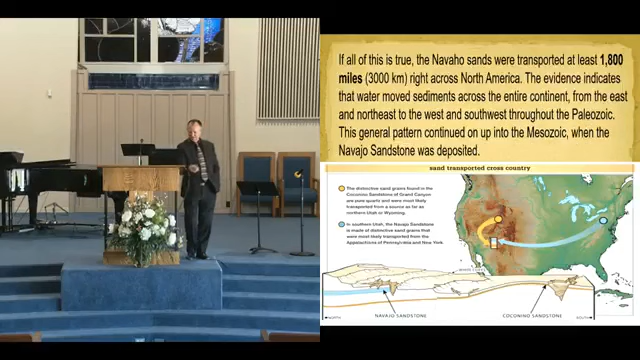 If all of this is true, the Navaho sands were transported at least 1,800
miles (3000 km) right across North America. The evidence indicates
that water moved sediments across the entire continent, from the east
and northeast to the west and southwest throughout the Paleozoic.
This general pattern continued on up into the Mesozoic, when the
Navajo Sandstone was deposited.
sand transported cross country
The distinctive sand grains found in the
Coconino Sandstone of Grand Canyon
are pure quartz and were most likely
transported from a source as far as
northern Utah or Wyoming.
In southern Utah, the Navajo Sandstone
is made of distinctive sand grains that
were most likely transported from the
Appalachians of Pennsylvania and New York
NORTH
NAVAJO SANDSTONE
COCONINO SANDSTONE
SOUTH